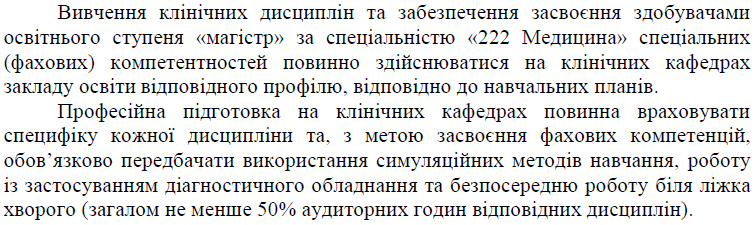 Вивчення клінічних дисциплін та забезпечення засвоєння здобувачами
освітнього ступеня «магістр» за спеціальністю «222 Медицина» спеціальних
(фахових) компетентностей повинно здійснюватися на клінічних кафедрах
закладу освіти відповідного профілю, відповідно до навчальних планів.
Професійна підготовка на клінічних кафедрах повинна враховувати
специфіку кожної дисципліни та, з метою засвоєння фахових компетенцій,
обов’язково передбачати використання симуляційних методів навчання, роботу
із застосуванням діагностичного обладнання та безпосередню роботу біля ліжка
хворого (загалом не менше 50% аудиторних годин відповідних дисциплін).